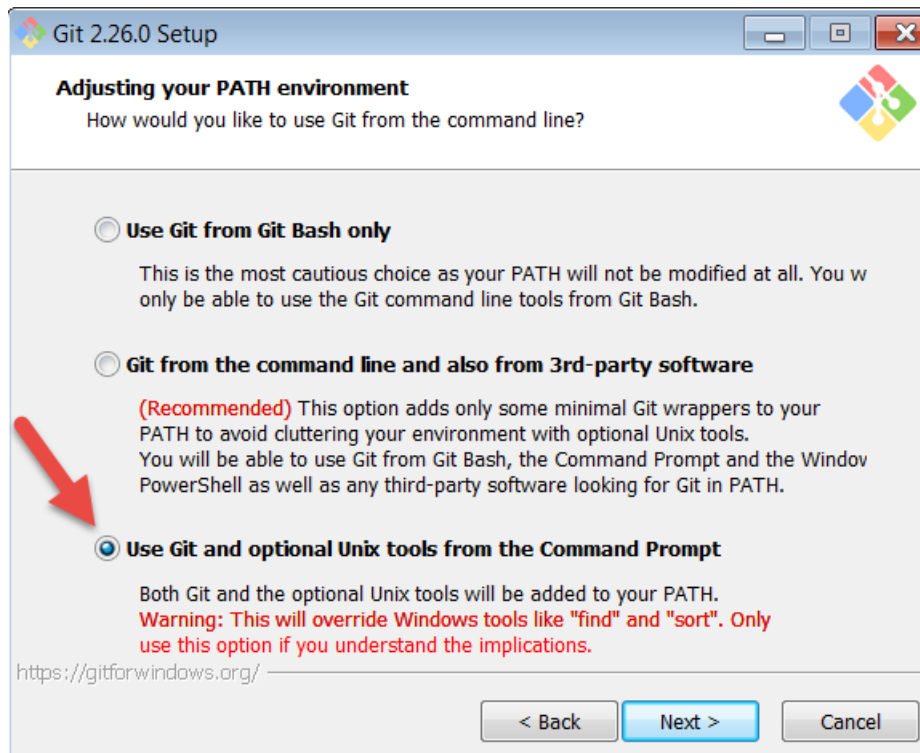 Git 2.26.0 Setup
Adjusting your PATH environment
How would you like to use Git from the command line?
Use Git from Git Bash only
This is the most cautious choice as your PATH will not be modified at all. You w
only be able to use the Git command line tools from Git Bash.
Git from the command line and also from 3rd-party software
(Recommended) This option adds only some minimal Git wrappers to your
PATH to avoid cluttering your environment with optional Unix tools.
You will be able to use Git from Git Bash, the Command Prompt and the Window
PowerShell as well as any third-party software looking for Git in PATH.
Use Git and optional Unix tools from the Command Prompt
Both Git and the optional Unix tools will be added to your PATH.
Warning: This will override Windows tools like "find" and "sort". Only
use this option if you understand the implications.
https://gitforwindows.org/
< Back Next > Cancel